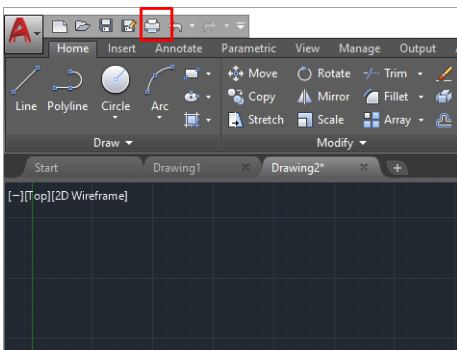 A
Home Insert Annotate Parametric View Manage Output
Move Rotate Trim
Line Polyline Circle Arc Copy Mirror Fillet
Stretch Scale Array
Draw Modify
Start Drawing1 Drawing2*
[−][Top][2D Wireframe]